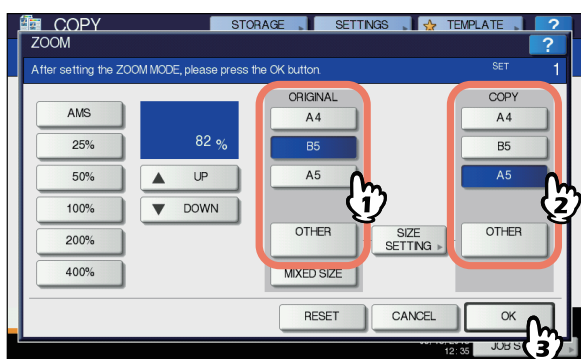 COPY
STORAGE
SETTINGS
TEMPLATE
?
ZOOM
?
After setting the ZOOM MODE, please press the OK button.
SET 1
AMS
25%
50%
100%
200%
400%
82 %
UP
DOWN
ORIGINAL
A4
B5
A5
OTHER
MIXED SIZE
SIZE
SETTING
COPY
A4
B5
A5
OTHER
1
2
RESET
CANCEL
OK
3
12:35
JOB S